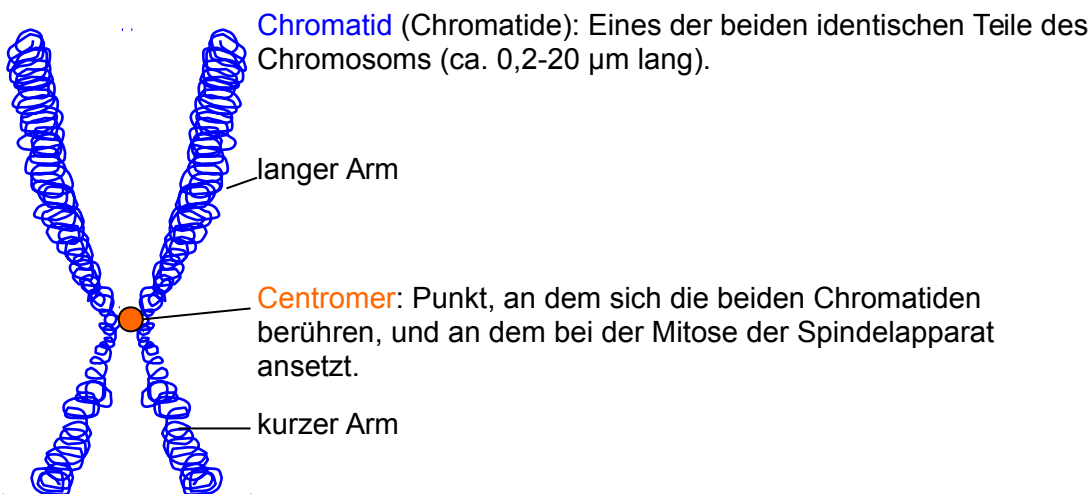 Chromatid (Chromatide): Eines der beiden identischen Teile des
Chromosoms (ca. 0,2-20 µm lang).
langer Arm
Centromer: Punkt, an dem sich die beiden Chromatiden
berühren, und an dem bei der Mitose der Spindelapparat
ansetzt.
kurzer Arm